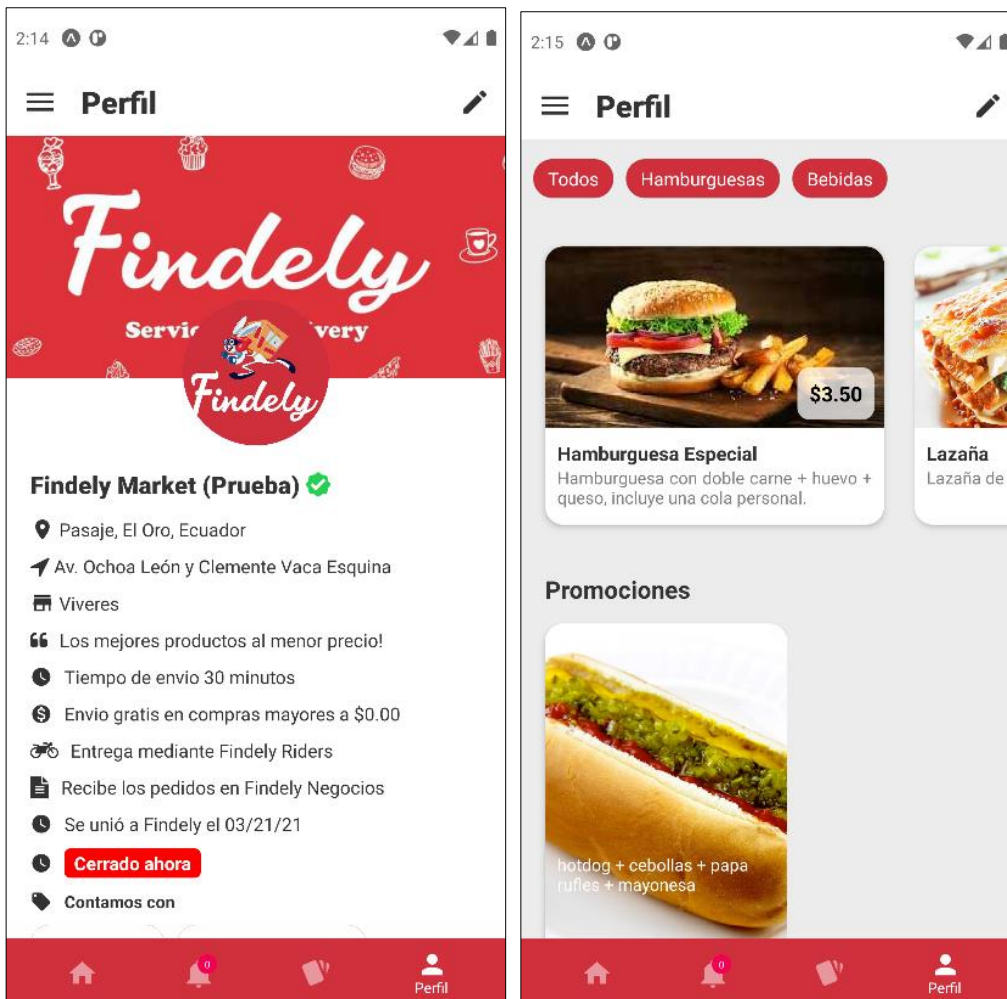 2:14
Perfil
Findely
Servic very
Findely
Findely Market (Prueba)
Pasaje, El Oro, Ecuador
Av. Ochoa León y Clemente Vaca Esquina
Viveres
Los mejores productos al menor precio!
Tiempo de envio 30 minutos
Envio gratis en compras mayores a $0.00
Entrega mediante Findely Riders
Recibe los pedidos en Findely Negocios
Se unió a Findely el 03/21/21
Cerrado ahora
Contamos con
0
Perfil
2:15
Perfil
Todos Hamburguesas Bebidas
$3.50
Hamburguesa Especial
Hamburguesa con doble carne + huevo +
queso, incluye una cola personal.
Lazaña
Lazaña de
Promociones
hotdog + cebollas + papa
rufles + mayonesa
0
Perfil